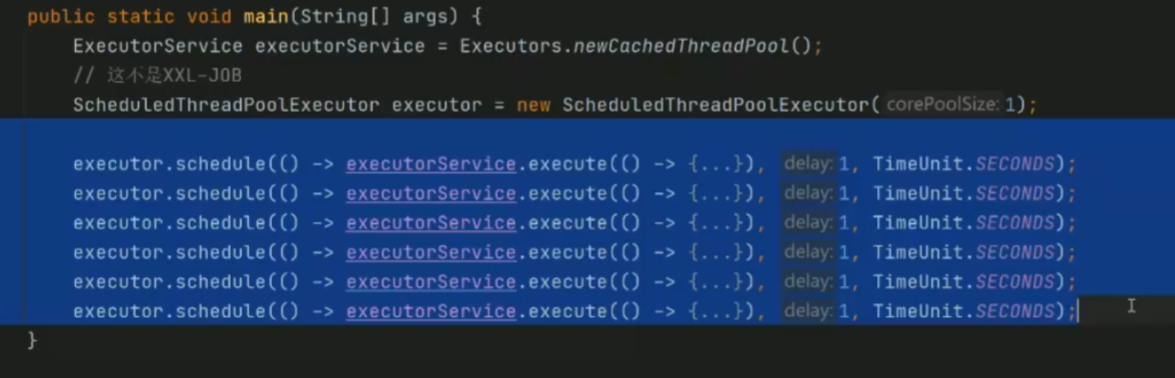 public static void main(String[] args) {
ExecutorService executorService = Executors.newCachedThreadPool();
// 这不足XXL-JOB
ScheduledThreadPoolExecutor executor = new ScheduledThreadPoolExecutor( corePoolSize: 1);
executor.schedule(() -> executorService.execute(() -> {...}), delay: 1, TimeUnit.SECONDS);
executor.schedule(() -> executorService.execute(() -> {...}), delay: 1, TimeUnit.SECONDS);
executor.schedule(() -> executorService.execute(() -> {...}), delay: 1, TimeUnit.SECONDS);
executor.schedule(() -> executorService.execute(() -> {...}), delay: 1, TimeUnit.SECONDS);
executor.schedule(() -> executorService.execute(() -> {...}), delay: 1, TimeUnit.SECONDS);
executor.schedule(() -> executorService.execute(() -> {...}), delay: 1, TimeUnit.SECONDS);
}